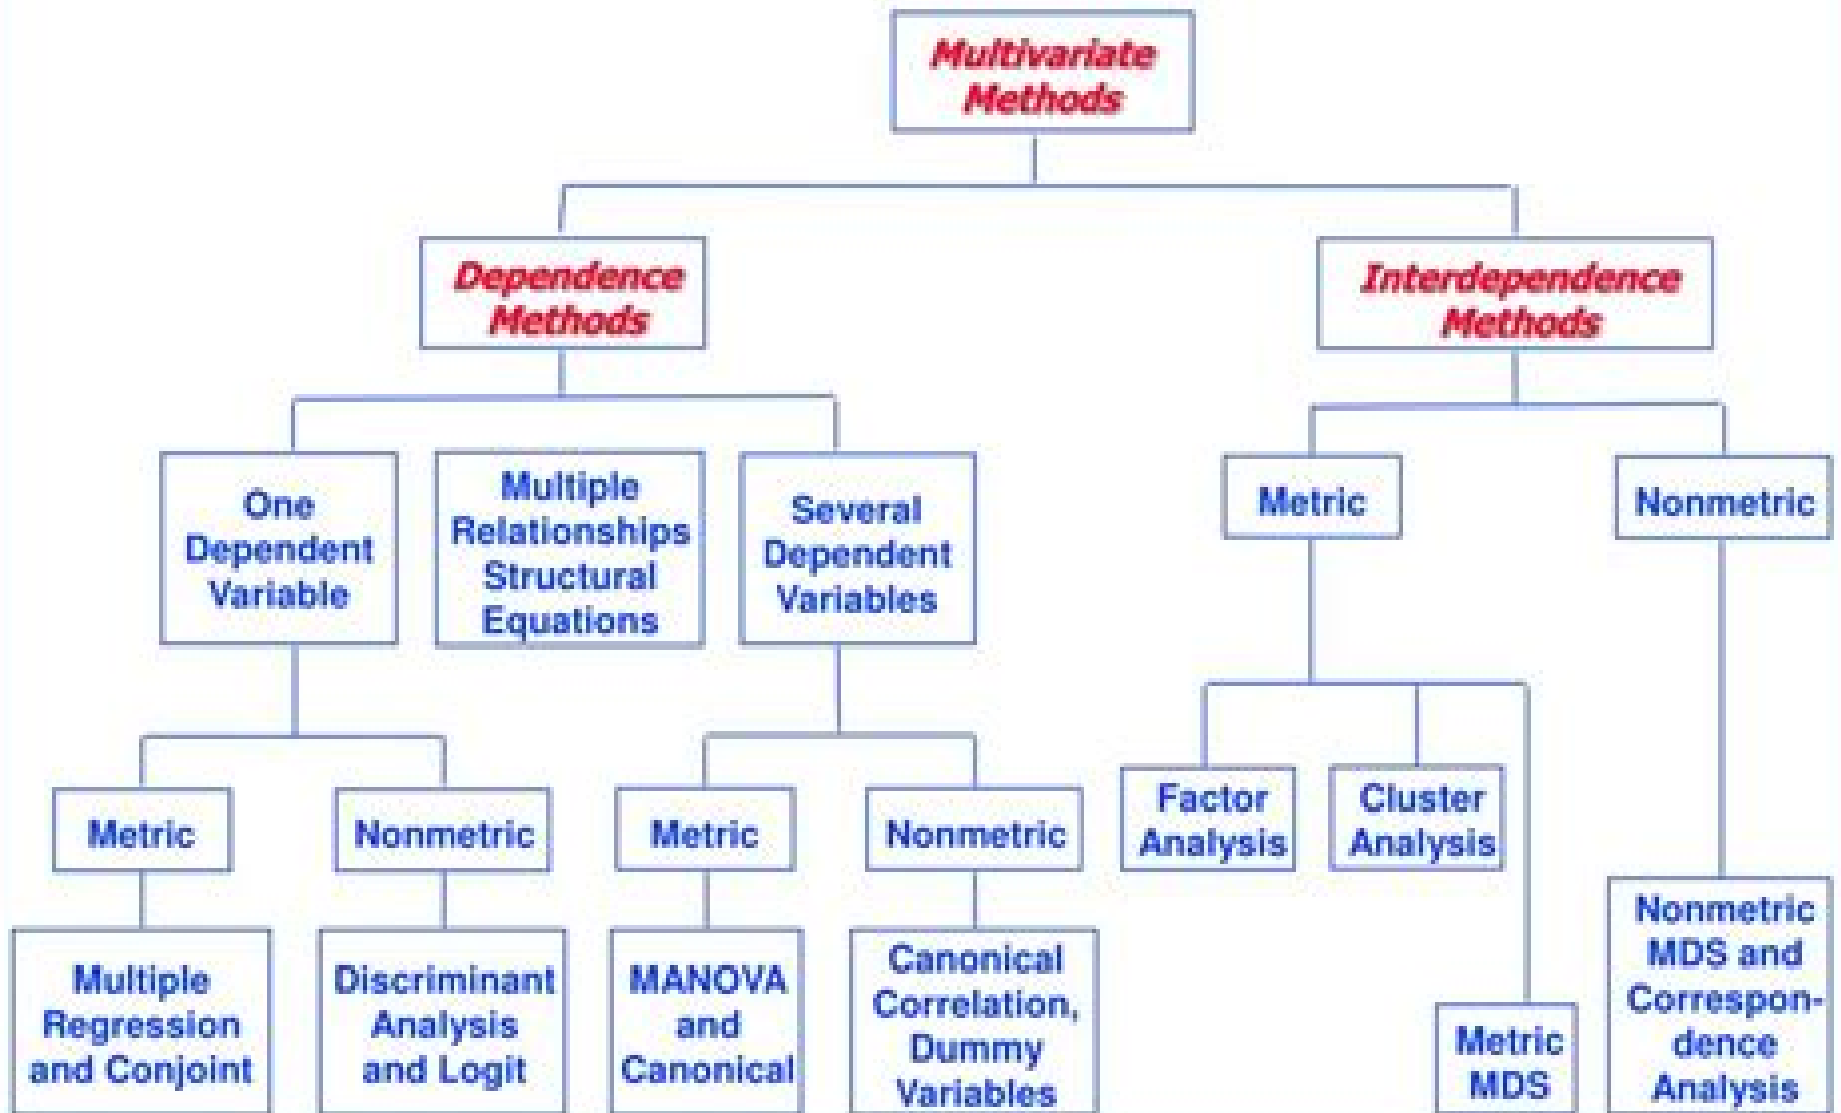 Multivariate
Methods
Dependence
Methods
Interdependence
Methods
One
Dependent
Variable
Multiple
Relationships
Structural
Equations
Several
Dependent
Variables
Metric
Nonmetric
Metric
Nonmetric
Metric
Nonmetric
Factor
Analysis
Cluster
Analysis
Multiple
Regression
and Conjoint
Discriminant
Analysis
and Logit
MANOVA
and
Canonical
Canonical
Correlation,
Dummy
Variables
Metric
MDS
Nonmetric
MDS and
Correspon-
dence
Analysis